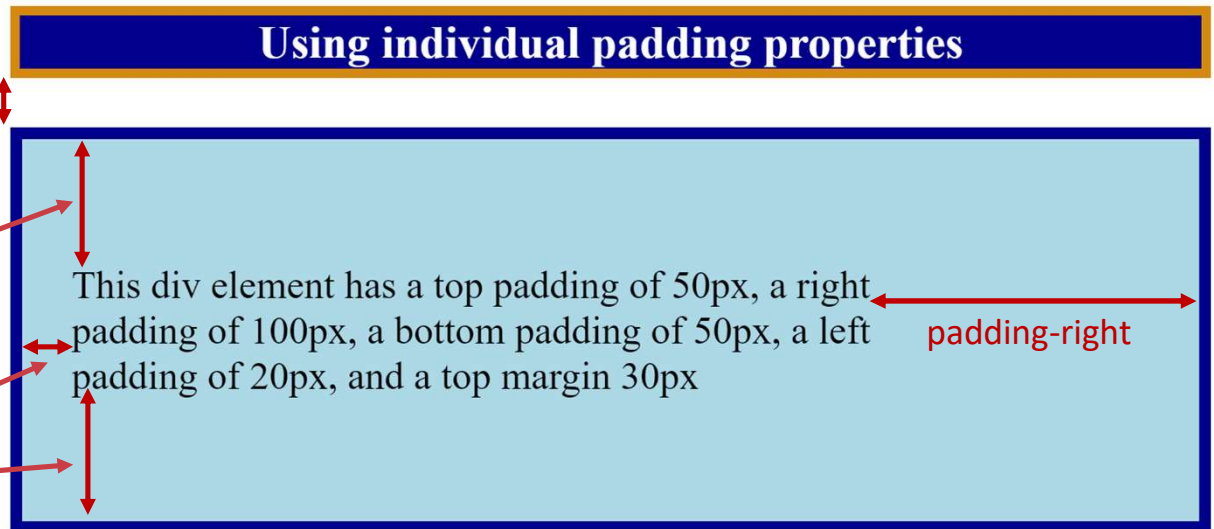 Using individual padding properties
This div element has a top padding of 50px, a right
padding of 100px, a bottom padding of 50px, a left
padding of 20px, and a top margin 30px
padding-right